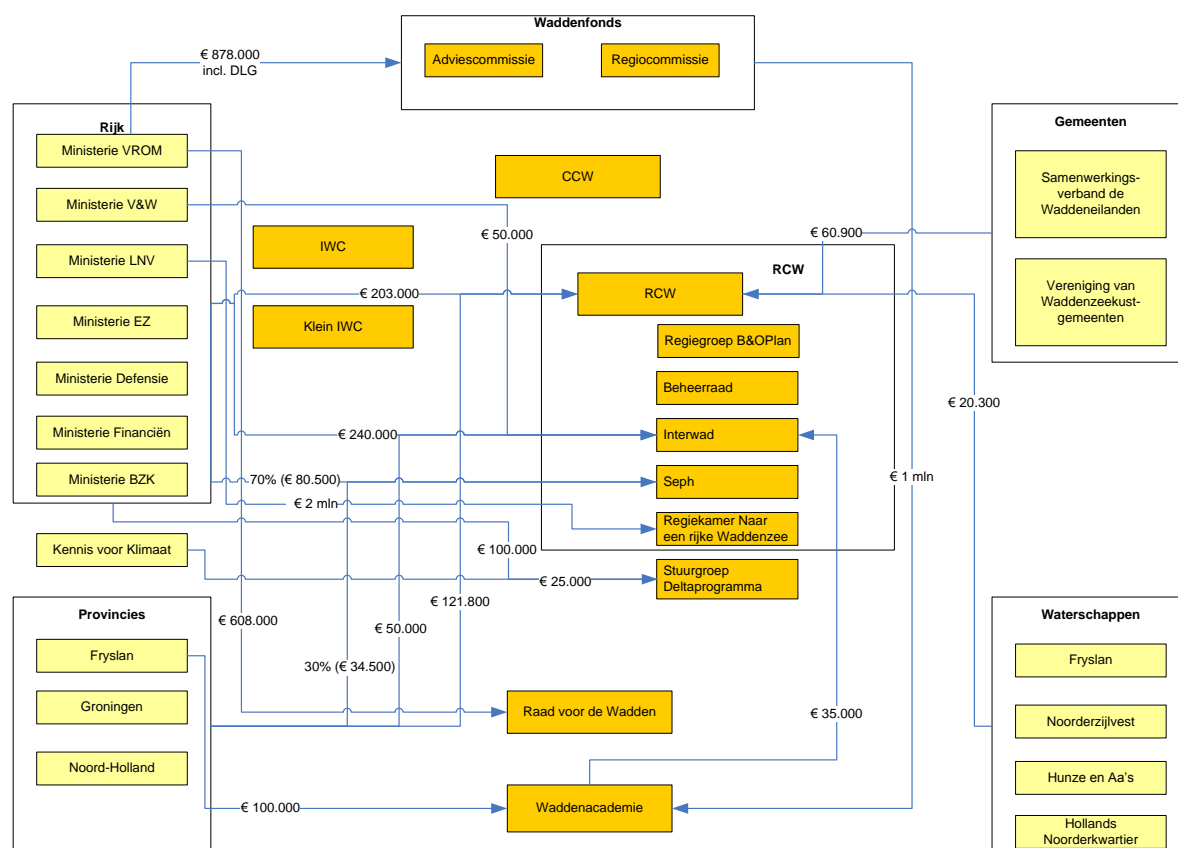 Waddenfonds
Adviescommissie
Regiocommissie
€ 878.000
incl. DLG
Rijk
Ministerie VROM
Ministerie V&W
Ministerie LNV
Ministerie EZ
Ministerie Defensie
Ministerie Financiën
Ministerie BZK
Kennis voor Klimaat
Provincies
Fryslan
Groningen
Noord-Holland
CCW
IWC
Klein IWC
€ 50.000
€ 203.000
€ 240.000
70% (€ 80.500)
€ 2 mln
€ 100.000
€ 25.000
€ 121.800
€ 50.000
€ 608.000
30% (€ 34.500)
€ 100.000
RCW
RCW
Regiegroep B&OPlan
Beheerraad
Interwad
Seph
Regiekamer Naar
een rijke Waddenzee
Stuurgroep
Deltaprogramma
Raad voor de Wadden
Waddenacademie
€ 35.000
€ 1 mln
€ 60.900
€ 20.300
Gemeenten
Samenwerkings-
verband de
Waddeneilanden
Vereniging van
Waddenzeekust-
gemeenten
Waterschappen
Fryslan
Noorderzijlvest
Hunze en Aa's
Hollands
Noorderkwartier